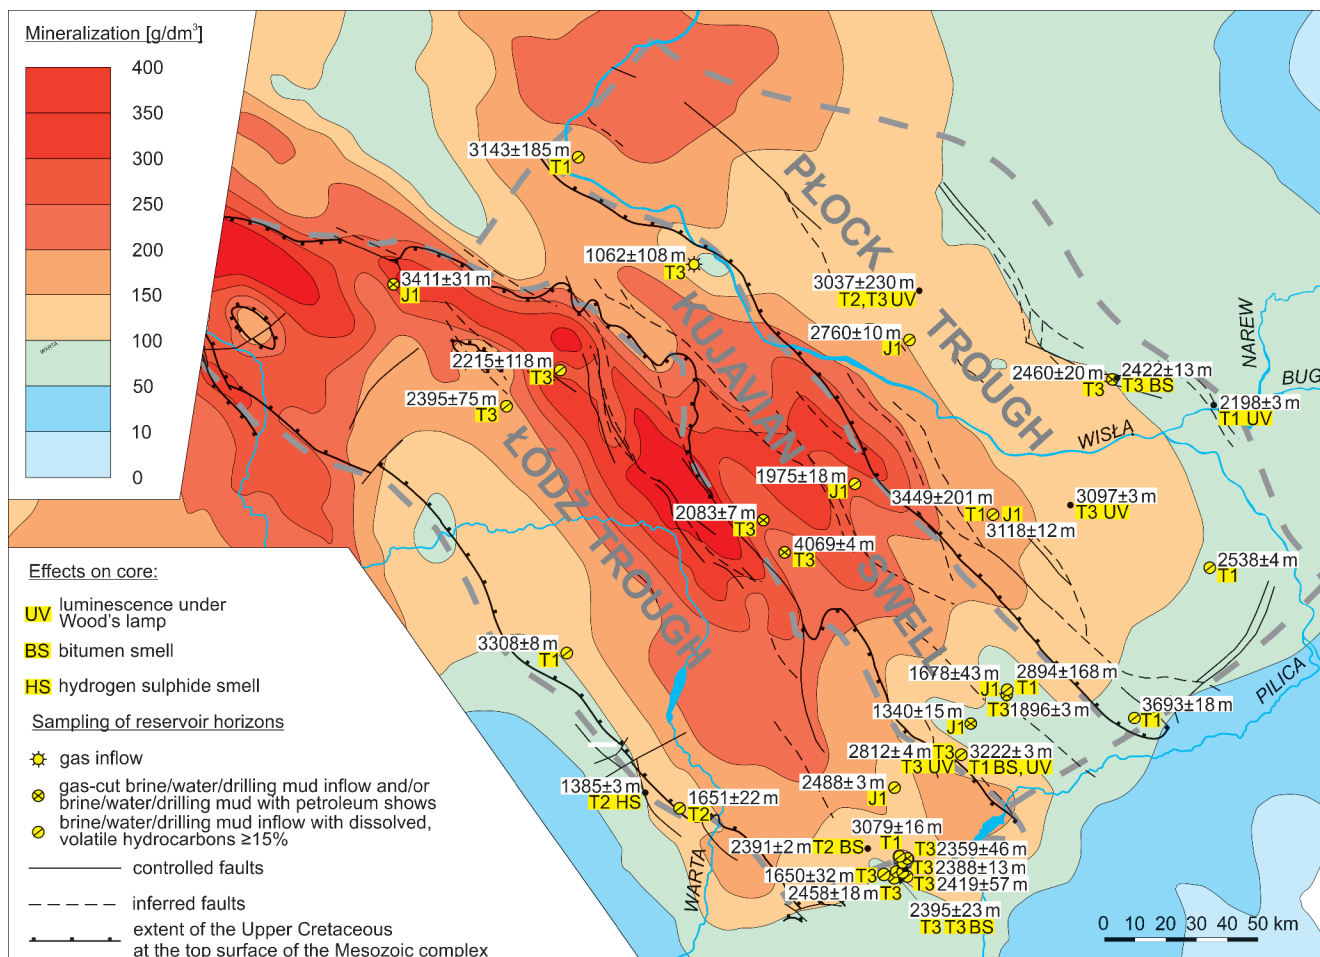 Mineralization [g/dm³]
400
350
300
250
200
150
100
50
10
0
WARTA
Effects on core:
UV luminescence under
Wood's lamp
BS bitumen smell
HS hydrogen sulphide smell
Sampling of reservoir horizons
gas inflow
gas-cut brine/water/drilling mud inflow and/or
brine/water/drilling mud with petroleum shows
brine/water/drilling mud inflow with dissolved,
volatile hydrocarbons ≥15%
controlled faults
inferred faults
extent of the Upper Cretaceous
at the top surface of the Mesozoic complex
3143±185 m
T1
1062±108 m
T3
3411±31 m
J1
2215±118 m
T3
2395±75 m
T3
PŁOCK
TROUGH
KUJAVIAN
SWELL
ŁÓDŹ TROUGH
3037±230 m
T2, T3 UV
2760±10 m
J1
2460±20 m
T3
2422±13 m
T3 BS
NAREW
BUG
2198±3 m
T1 UV
WISŁA
1975±18 m
J1
3449±201 m
T1 J1
3118±12 m
3097±3 m
T3 UV
2083±7 m
T3
4069±4 m
T3
2538±4 m
T1
3308±8 m
T1
1678±43 m
J1
2894±168 m
T1
T3 1896±3 m
PILICA
1340±15 m
J1
3693±18 m
T1
2812±4 m T3
T3 UV
3222±3 m
T1 BS, UV
1385±3 m
T2 HS
1651±22 m
T2
2488±3 m
J1
WARTA
2391±2 m T2 BS
3079±16 m
T1
T3 2359±46 m
T3 2388±13 m
T3 2419±57 m
1650±32 m T3
2458±18 m T3
2395±23 m
T3 T3 BS
0 10 20 30 40 50 km